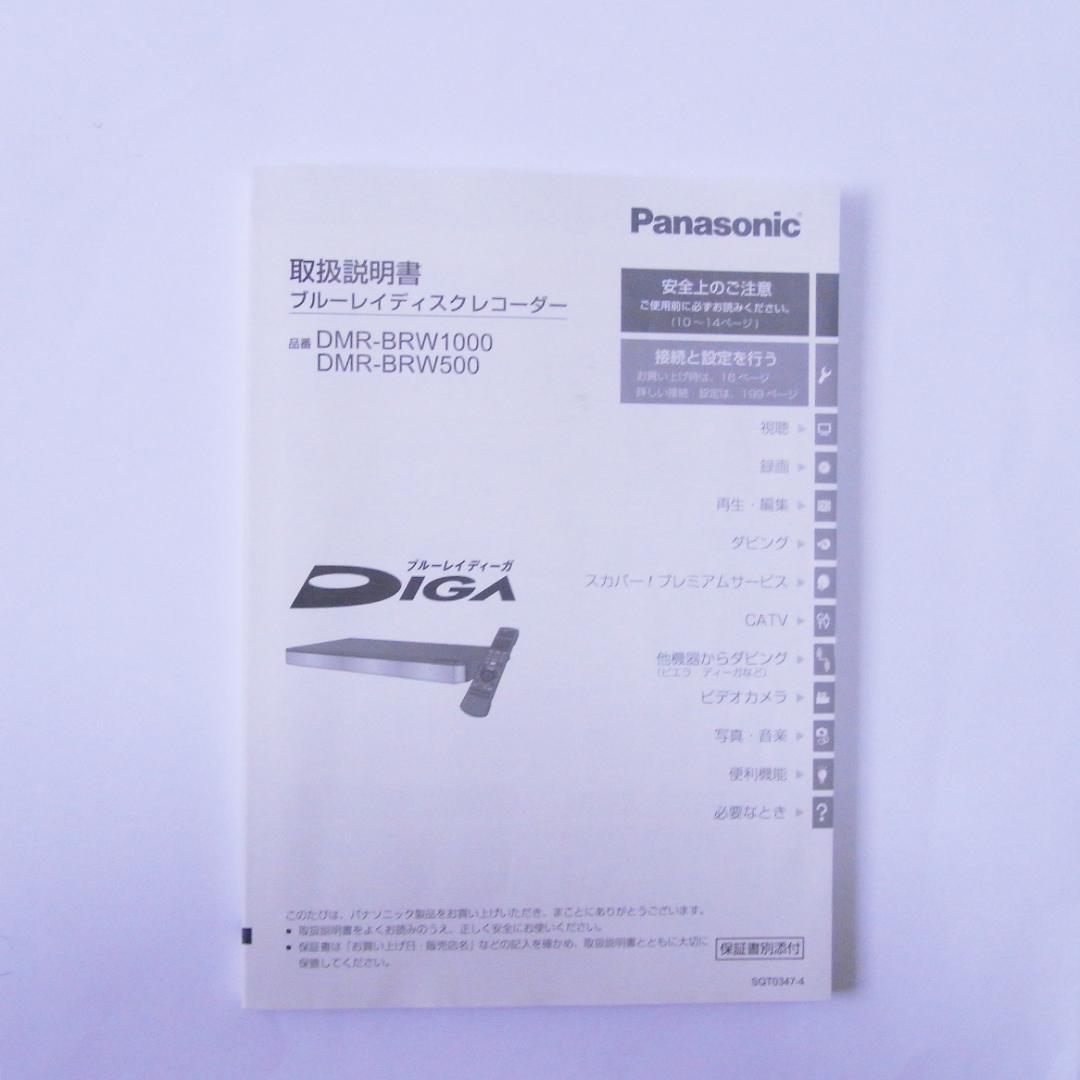 Panasonic
取扱説明書
ブルーレイディスクレコーダー
品番 DMR-BRW1000
DMR-BRW500
安全上のご注意
ご使用前に必ずお読みください。
(10～14ページ)
接続と設定を行う
お買い上げ時は、16ページ
詳しい接続・設定は、199ページ
視聴
録画
再生・編集
ダビング
スカパー！プレミアムサービス
CATV
他機器からダビング
(ビエラ・ディーガなど)
ビデオカメラ
写真・音楽
便利機能
必要なとき
?
ブルーレイディーガ
DIGA
このたびは、パナソニック製品をお買い上げいただき、まことにありがとうございます。
■ 取扱説明書をよくお読みのうえ、正しく安全にお使いください。
■ 保証書は「お買い上げ日・販売店名」などの記入を確かめ、取扱説明書とともに大切に
保管してください。
保証書別添付
SQT0347-4